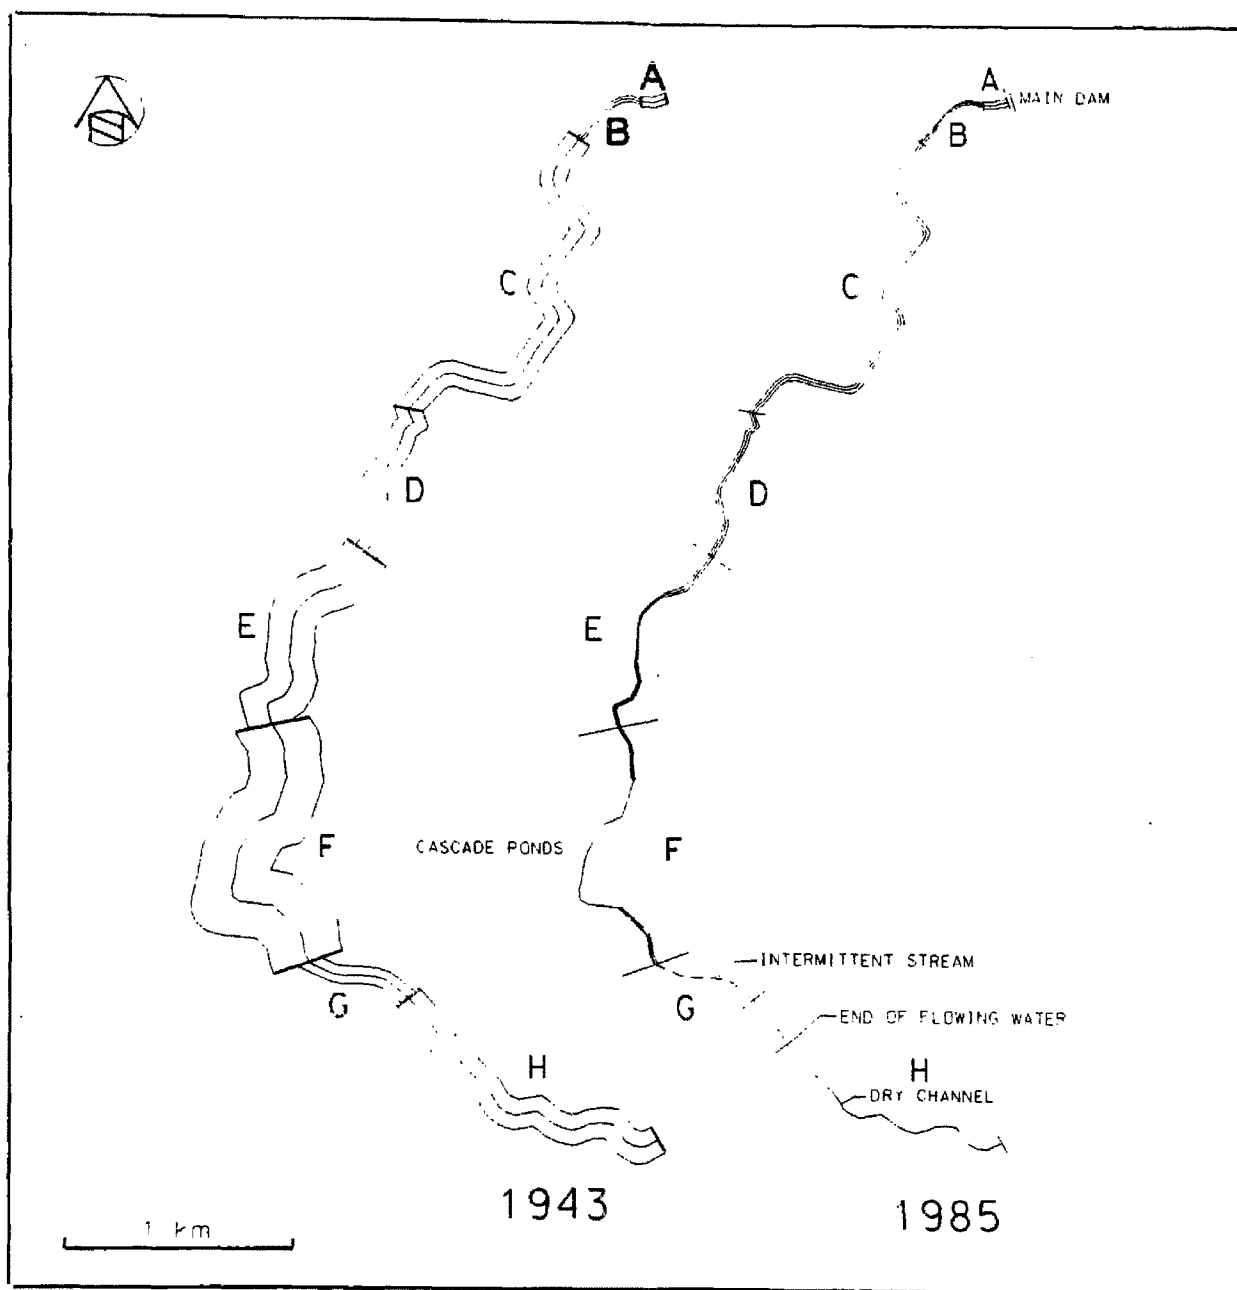 A
A
MAIN DAM
B
B
C
C
D
D
E
E
F
CASCADE PONDS
F
INTERMITTENT STREAM
G
G
END OF FLOWING WATER
H
H
DRY CHANNEL
1943
1985
1 km